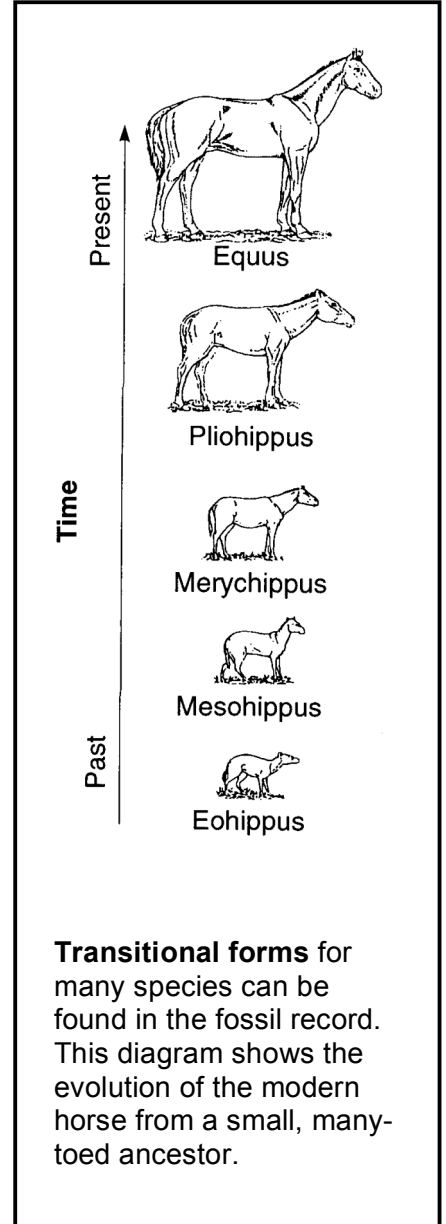 Present
Equus
Pliohippus
Time
Merychippus
Mesohippus
Past
Eohippus
Transitional forms for
many species can be
found in the fossil record.
This diagram shows the
evolution of the modern
horse from a small, many-
toed ancestor.